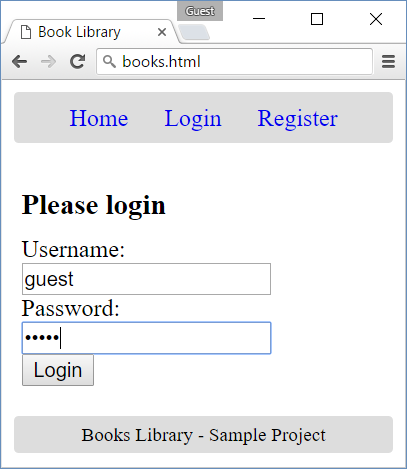 Guest
Book Library
books.html
Home Login Register
Please login
Username:
guest
Password:
•••••
Login
Books Library - Sample Project